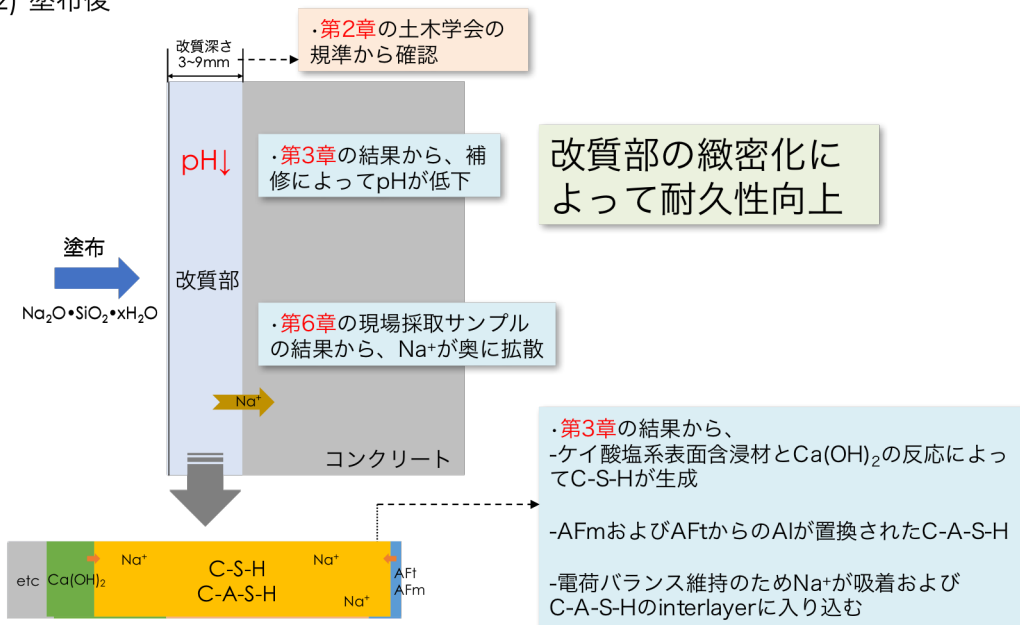 2) 塗布後
改質深さ
3~9mm
・第2章の土木学会の
規準から確認
pH↓
・第3章の結果から、補
修によってpHが低下
改質部の緻密化に
よって耐久性向上
塗布
Na₂O•SiO₂•xH₂O
改質部
・第6章の現場採取サンプル
の結果から、Na⁺が奥に拡散
Na⁺
コンクリート
・第3章の結果から、
-ケイ酸塩系表面含浸材とCa(OH)₂の反応によっ
てC-S-Hが生成
-AFmおよびAFtからのAlが置換されたC-A-S-H
-電荷バランス維持のためNa⁺が吸着および
C-A-S-Hのinterlayerに入り込む
etc
Ca(OH)₂
Na⁺
Na⁺
C-S-H
C-A-S-H
Na⁺
AFt
AFm